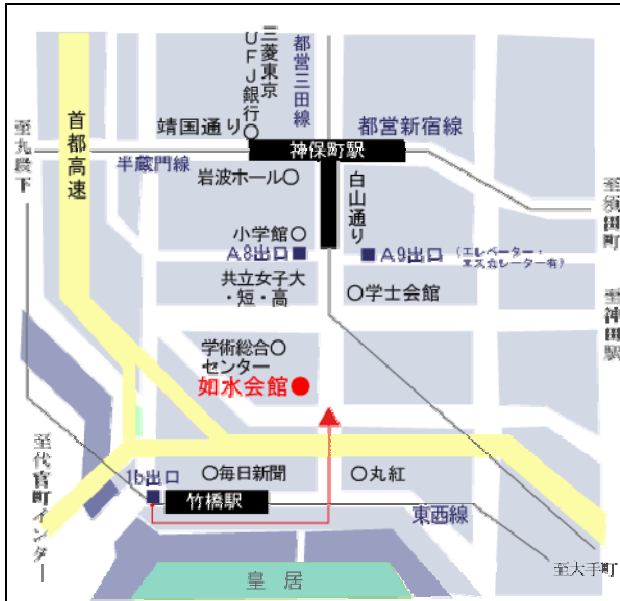 三菱東京
UFJ銀行
都営三田線
首都高速
靖国通り
都営新宿線
至九段下
半蔵門線
神保町駅
岩波ホール
白山通り
至須田町
小学館
A8出口
A9出口
(エレベーター・
エスカレーター有)
共立女子大
・短・高
学士会館
至神田駅
学術総合
センター
如水会館
至代官町インター
1b出口
毎日新聞
丸紅
竹橋駅
東西線
至大手町
皇居